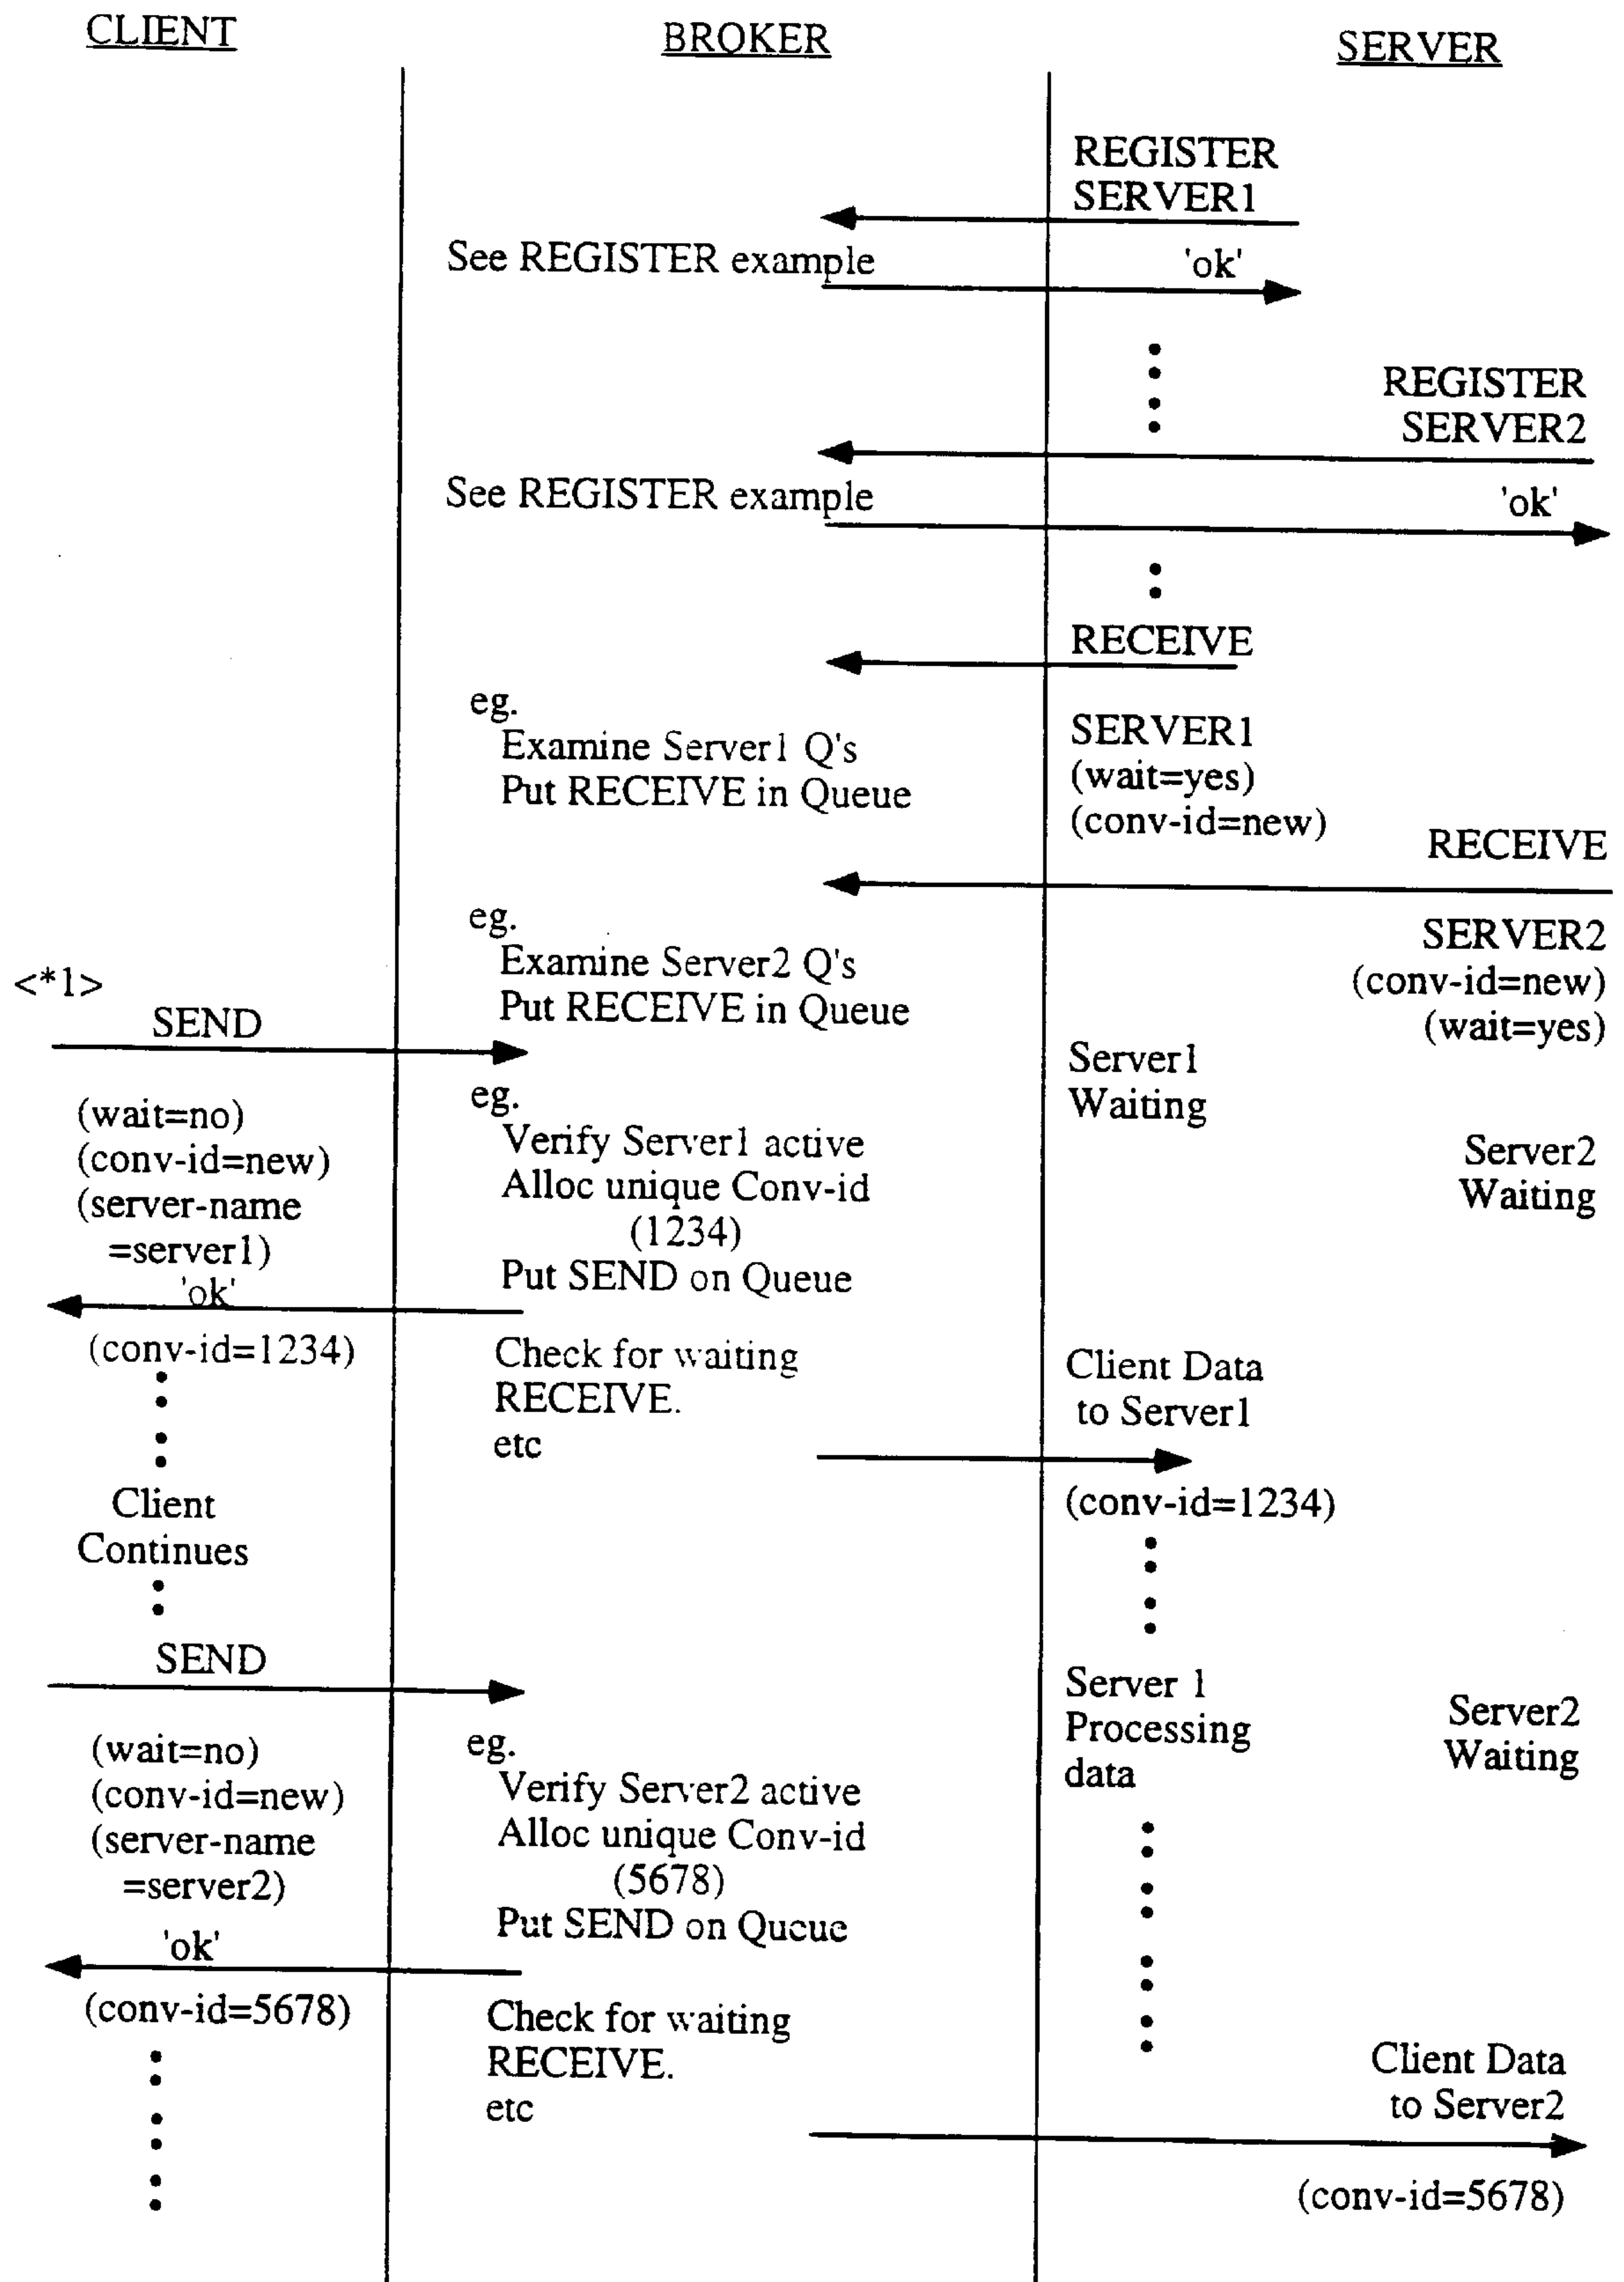 CLIENT
BROKER
SERVER
REGISTER
SERVER1
See REGISTER example
'ok'
REGISTER
SERVER2
See REGISTER example
'ok'
RECEIVE
eg.
Examine Server1 Q's
Put RECEIVE in Queue
SERVER1
(wait=yes)
(conv-id=new)
RECEIVE
eg.
Examine Server2 Q's
Put RECEIVE in Queue
SERVER2
(conv-id=new)
(wait=yes)
<*1>
SEND
(wait=no)
(conv-id=new)
(server-name
=server1)
eg.
Verify Server1 active
Alloc unique Conv-id
(1234)
Put SEND on Queue
Server1
Waiting
Server2
Waiting
'ok'
(conv-id=1234)
Check for waiting
RECEIVE.
etc
Client Data
to Server1
(conv-id=1234)
Client
Continues
SEND
(wait=no)
(conv-id=new)
(server-name
=server2)
eg.
Verify Server2 active
Alloc unique Conv-id
(5678)
Put SEND on Queue
Server 1
Processing
data
Server2
Waiting
'ok'
(conv-id=5678)
Check for waiting
RECEIVE.
etc
Client Data
to Server2
(conv-id=5678)